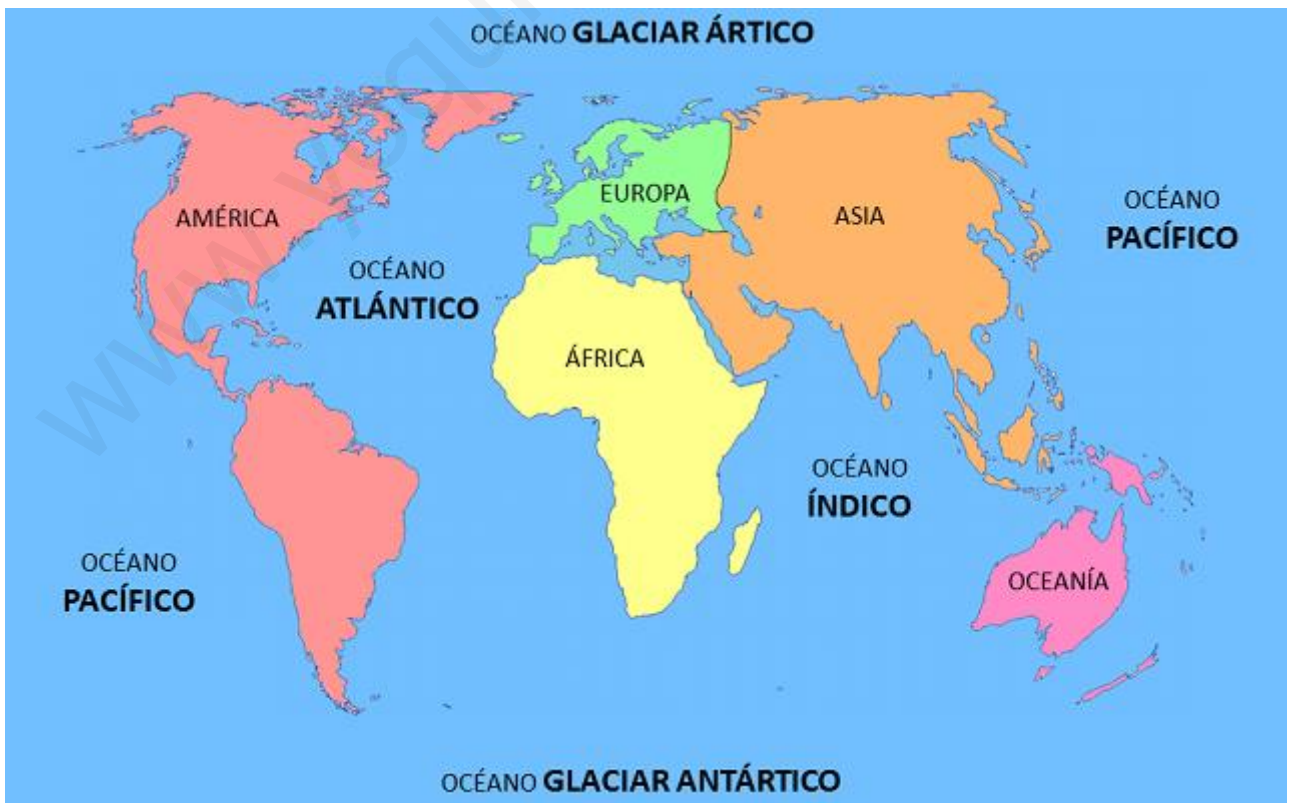 OCÉANO GLACIAR ÁRTICO
EUROPA
AMÉRICA
ASIA
OCÉANO
PACÍFICO
OCÉANO
ATLÁNTICO
ÁFRICA
OCÉANO
ÍNDICO
OCÉANO
PACÍFICO
OCEANÍA
OCÉANO GLACIAR ANTÁRTICO